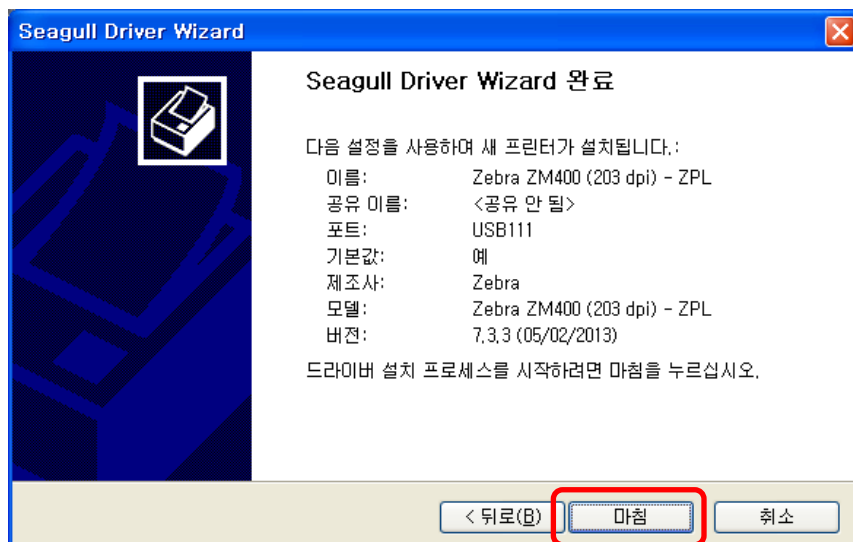 Seagull Driver Wizard
Seagull Driver Wizard 완료
다음 설정을 사용하여 새 프린터가 설치됩니다.:
이름: Zebra ZM400 (203 dpi) - ZPL
공유 이름: <공유 안 됨>
포트: USB111
기본값: 예
제조사: Zebra
모델: Zebra ZM400 (203 dpi) - ZPL
버전: 7.3.3 (05/02/2013)
드라이버 설치 프로세스를 시작하려면 마침을 누르십시오.
< 뒤로(B) 마침 취소